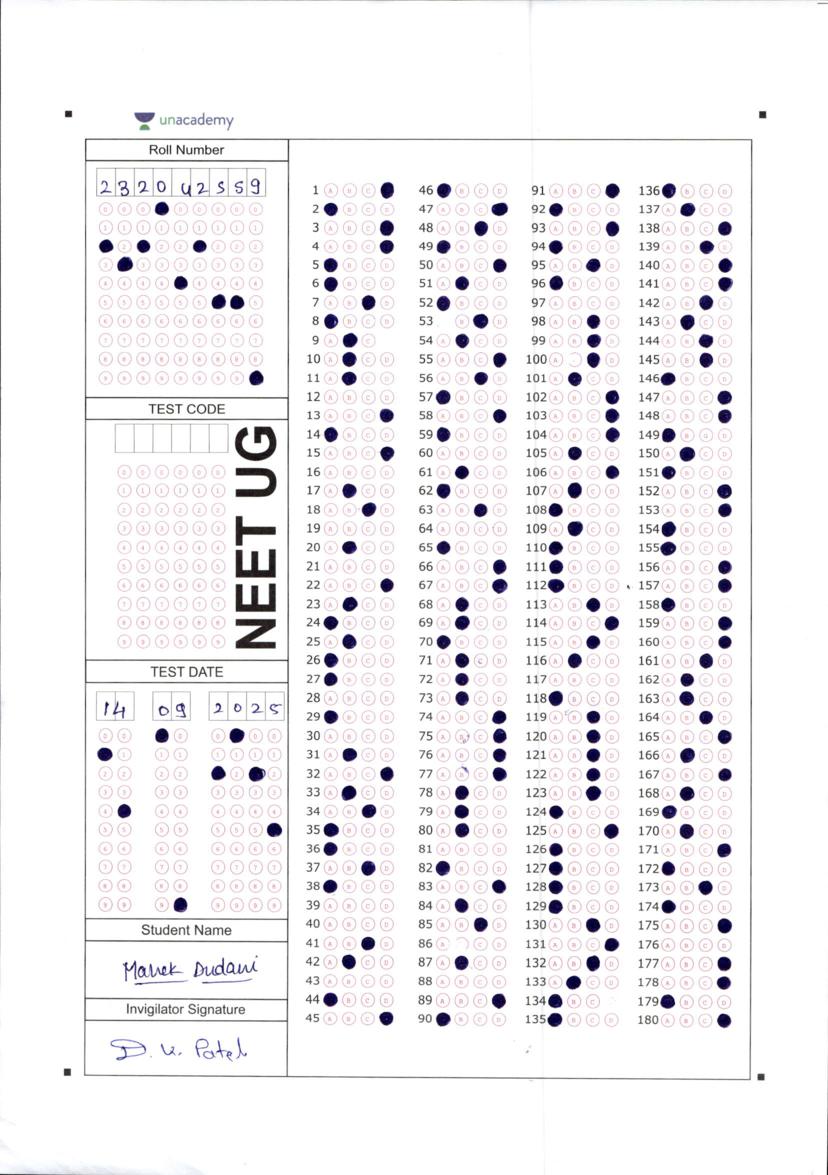 unacademy
Roll Number
2 3 2 0 4 2 5 5 9
TEST CODE
NEET UG
TEST DATE
14 09 2025
Student Name
Manek Dudani
Invigilator Signature
D. K. Patel
1 A B C
2 B C D
3 A B C
4 A B C
5 B C D
6 B C D
7 A B D
8 B C D
9 A C
10 A C D
11 A C D
12 A B C D
13 A B C
14 B C D
15 A B C
16 A B C D
17 A C D
18 A B D
19 A B C D
20 A C D
21 A B C D
22 A B C
23 A C D
24 B C D
25 A C D
26 B C D
27 B C D
28 A B C D
29 B C D
30 A B C D
31 A C D
32 A B C
33 A C D
34 A B D
35 B C D
36 B C D
37 A B D
38 B C D
39 A B C D
40 A B C D
41 A B D
42 A C D
43 A B C D
44 B C D
45 A B C
46 B C D
47 A B C
48 A B D
49 B C D
50 A B C
51 A C D
52 B C D
53 A B D
54 A C D
55 A B C
56 A B D
57 B C D
58 A B C
59 B C D
60 A B C D
61 A C D
62 B C D
63 A B D
64 A B C D
65 B C D
66 A B C
67 A B C
68 A C D
69 A C D
70 B C D
71 A C D
72 A C D
73 A C D
74 A B C
75 A B C
76 A B C
77 A B C
78 A C D
79 A C D
80 A C D
81 A B C D
82 B C D
83 A B C
84 A C D
85 A B D
86 A D
87 A C D
88 A B C D
89 A B C
90 B C D
91 A B C
92 B C D
93 A B C
94 B C D
95 A B D
96 B C D
97 A B C D
98 A B D
99 A B D
100 A D
101 A C D
102 A B C
103 A B C
104 A B C
105 A C D
106 A B C
107 A C D
108 B C D
109 A C D
110 B C D
111 B C D
112 B C D
113 A B D
114 A B C
115 A B D
116 A C D
117 A B C D
118 B C D
119 A B D
120 A B D
121 A B D
122 A B D
123 A B D
124 B C D
125 A B C
126 B C D
127 B C D
128 B C D
129 B C D
130 A B D
131 A B C
132 A B D
133 A C D
134 B C
135 B C D
136 B C D
137 A C D
138 A B C
139 A B D
140 A B C
141 A B C
142 A B D
143 A C D
144 A B D
145 A B D
146 B C D
147 A B C
148 A B C
149 B C D
150 A C D
151 B C D
152 A B C
153 A B C
154 B C D
155 B C D
156 A B C
157 A B C
158 B C D
159 A B C
160 A B C
161 A B D
162 A C D
163 A C D
164 A B D
165 A B C
166 A C D
167 A B C
168 A C D
169 B C D
170 A C D
171 A B C
172 B C D
173 A B D
174 B C D
175 A B C
176 A B C D
177 A B C
178 A B C
179 B C D
180 A B C